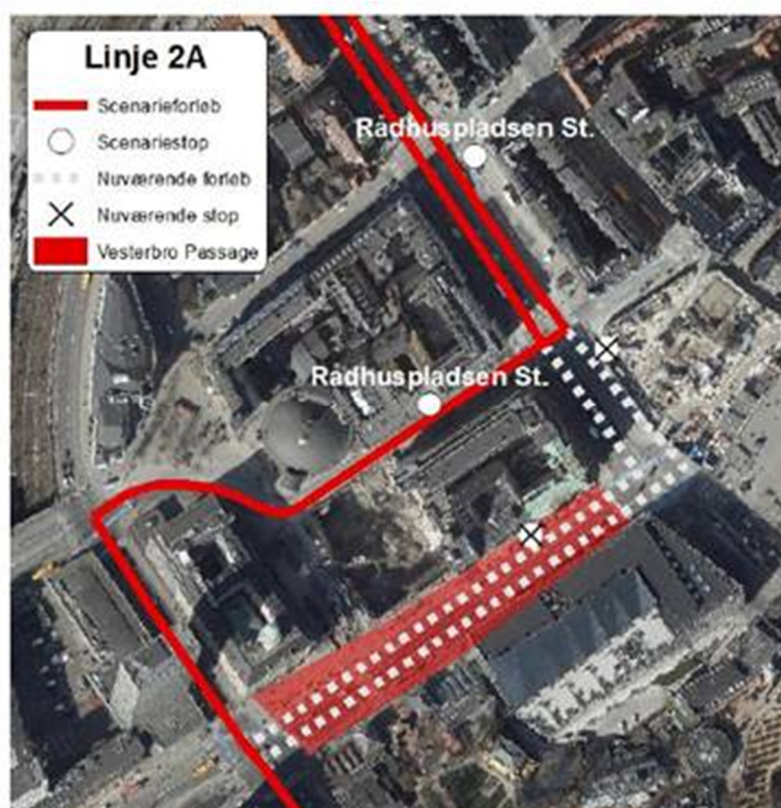 Linje 2A
Scenarieforløb
Scenariestop
Nuværende forløb
Nuværende stop
Vesterbro Passage
Rådhuspladsen St.
Rådhuspladsen St.